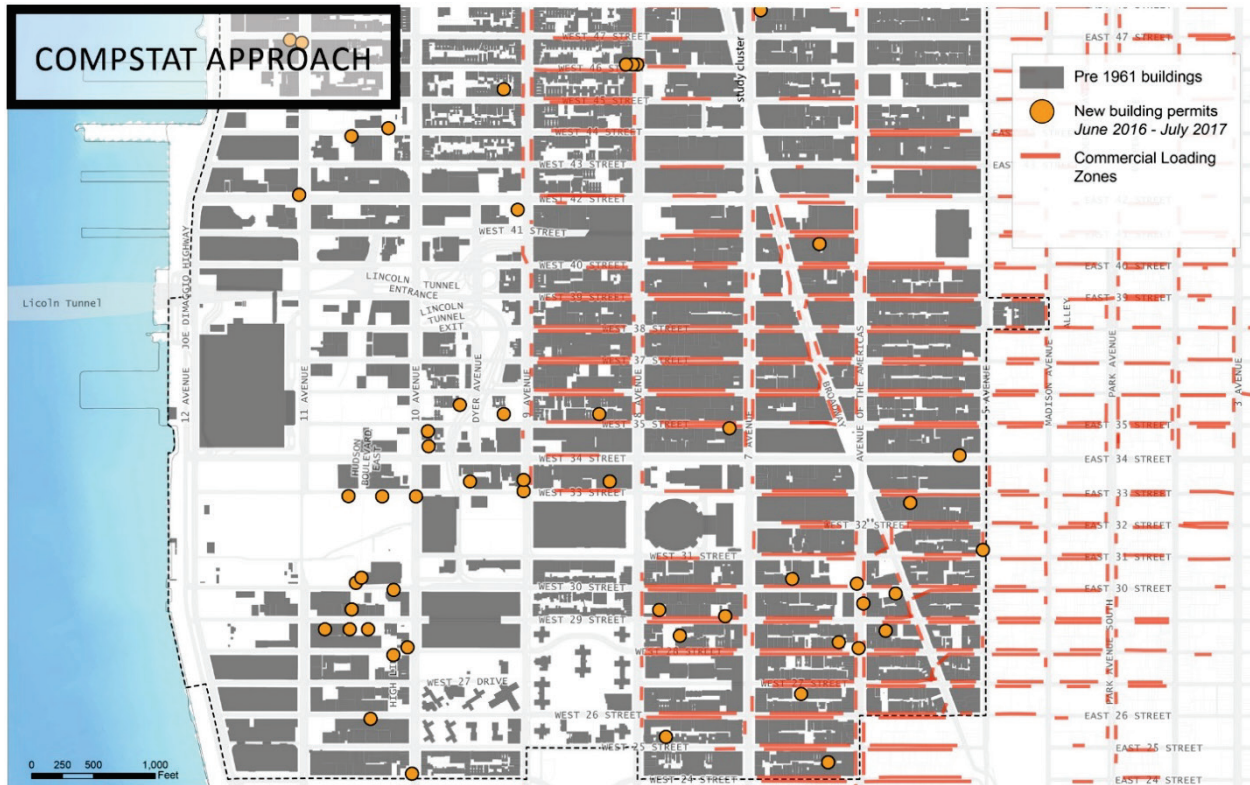 COMPSTAT APPROACH
Pre 1961 buildings
New building permits
June 2016 - July 2017
Commercial Loading
Zones
study cluster
WEST 47 STREET
EAST 47 STREET
WEST 46 ST
WEST 45 STREET
WEST 44 STREET
WEST 43 STREET
WEST 42 STREET
WEST 41 STREET
WEST 40 STREET
EAST 40 STREET
WEST 39 STREET
EAST 39 STREET
LINCOLN TUNNEL
ENTRANCE
LINCOLN
TUNNEL
EXIT
Licoln Tunnel
WEST 38 STREET
WEST 37 STREET
WEST 35 STREET
EAST 35 STREET
WEST 34 STREET
EAST 34 STREET
WEST 33 STREET
EAST 33 STREET
WEST 32 STREET
EAST 32 STREET
WEST 31 STREET
EAST 31 STREET
WEST 30 STREET
EAST 30 STREET
WEST 29 STREET
WEST 28 STREET
WEST 27 DRIVE
WEST 27 STREET
WEST 26 STREET
EAST 26 STREET
WEST 25 STREET
EAST 25 STREET
WEST 24 STREET
EAST 24 STREET
12 AVENUE
JOE DIMAGGIO HIGHWAY
11 AVENUE
HUDSON
BOULEVARD
EAST
10 AVENUE
DYER AVENUE
9 AVENUE
8 AVENUE
7 AVENUE
BROADWAY
AVENUE OF THE AMERICAS
5 AVENUE
MADISON AVENUE
ALLEY
PARK AVENUE
PARK AVENUE SOUTH
3 AVENUE
0 250 500 1,000
Feet